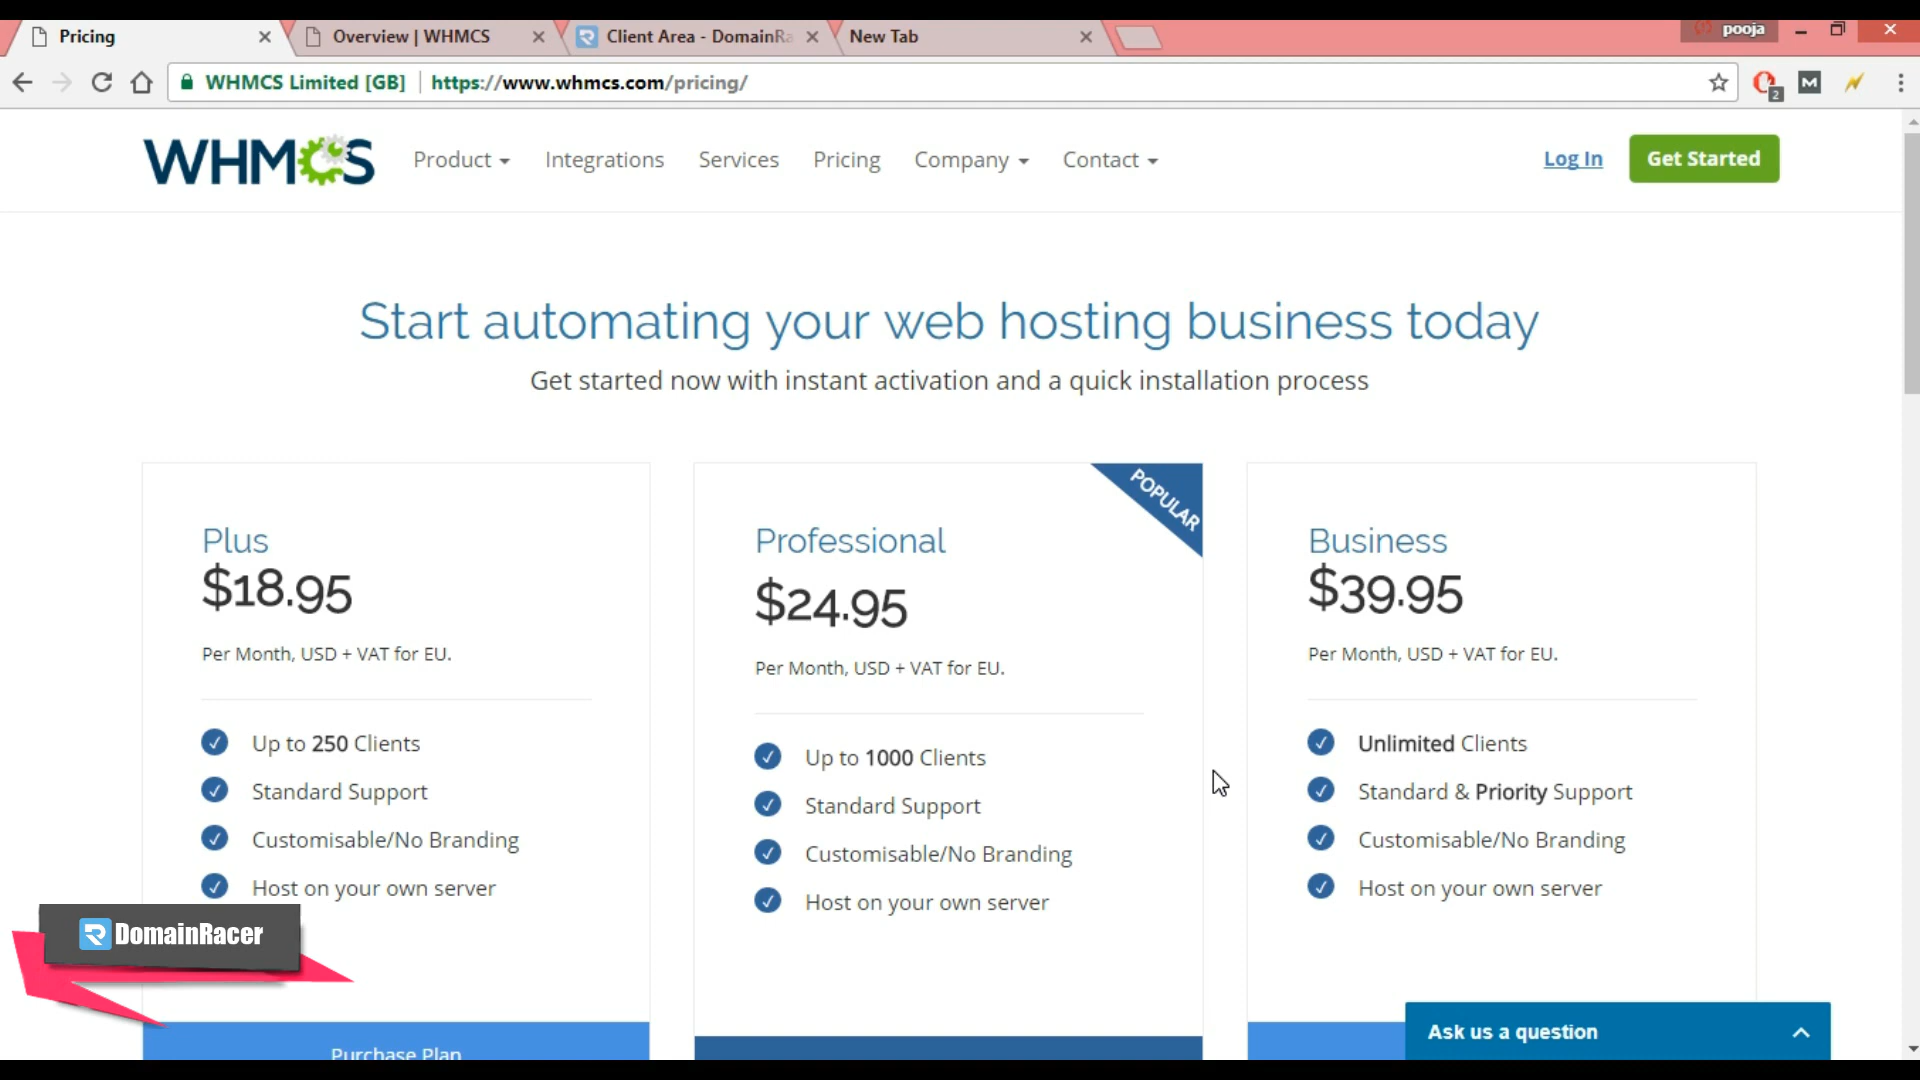 Pricing
Overview | WHMCS
Client Area - DomainRa
New Tab
pooja
WHMCS Limited [GB]
https://www.whmcs.com/pricing/
2
M
WHMCS
Product
Integrations
Services
Pricing
Company
Contact
Log In
Get Started
Start automating your web hosting business today
Get started now with instant activation and a quick installation process
Plus
$18.95
Per Month, USD + VAT for EU.
Up to 250 Clients
Standard Support
Customisable/No Branding
Host on your own server
Purchase Plan
POPULAR
Professional
$24.95
Per Month, USD + VAT for EU.
Up to 1000 Clients
Standard Support
Customisable/No Branding
Host on your own server
Business
$39.95
Per Month, USD + VAT for EU.
Unlimited Clients
Standard & Priority Support
Customisable/No Branding
Host on your own server
DomainRacer
Ask us a question